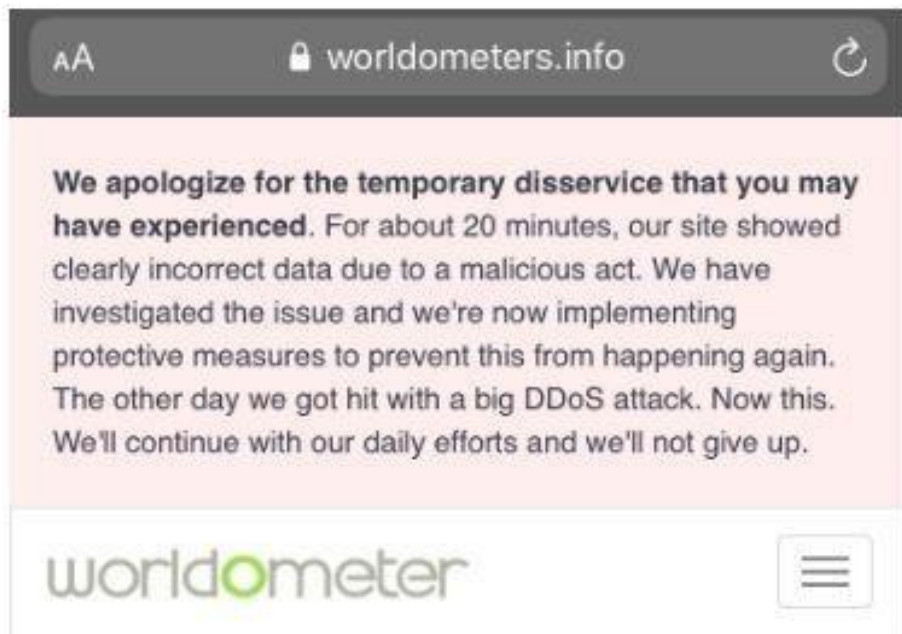 AA worldometers.info
We apologize for the temporary disservice that you may
have experienced. For about 20 minutes, our site showed
clearly incorrect data due to a malicious act. We have
investigated the issue and we're now implementing
protective measures to prevent this from happening again.
The other day we got hit with a big DDoS attack. Now this.
We'll continue with our daily efforts and we'll not give up.
worldometer